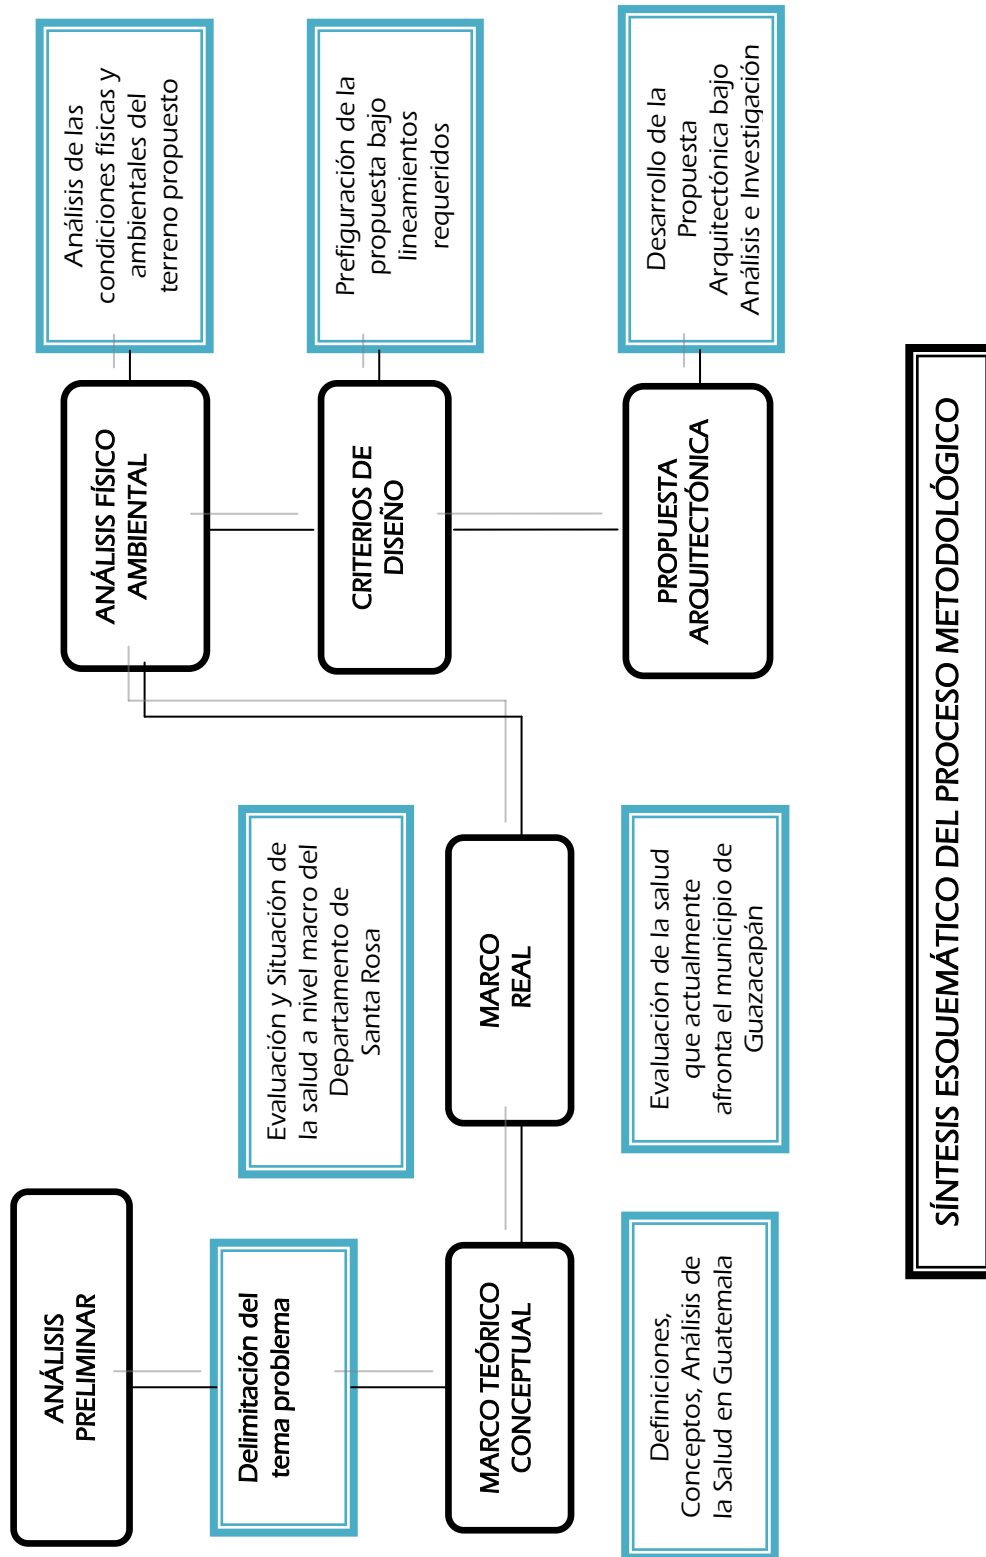 ANÁLISIS
PRELIMINAR
Delimitación del
tema problema
MARCO TEÓRICO
CONCEPTUAL
Definiciones,
Conceptos, Análisis de
la Salud en Guatemala
Evaluación y Situación de
la salud a nivel macro del
Departamento de
Santa Rosa
MARCO
REAL
Evaluación de la salud
que actualmente
afronta el municipio de
Guazacapán
ANÁLISIS FÍSICO
AMBIENTAL
Análisis de las
condiciones físicas y
ambientales del
terreno propuesto
CRITERIOS DE
DISEÑO
Prefiguración de la
propuesta bajo
lineamientos
requeridos
PROPUESTA
ARQUITECTÓNICA
Desarrollo de la
Propuesta
Arquitectónica bajo
Análisis e Investigación
SÍNTESIS ESQUEMÁTICO DEL PROCESO METODOLÓGICO